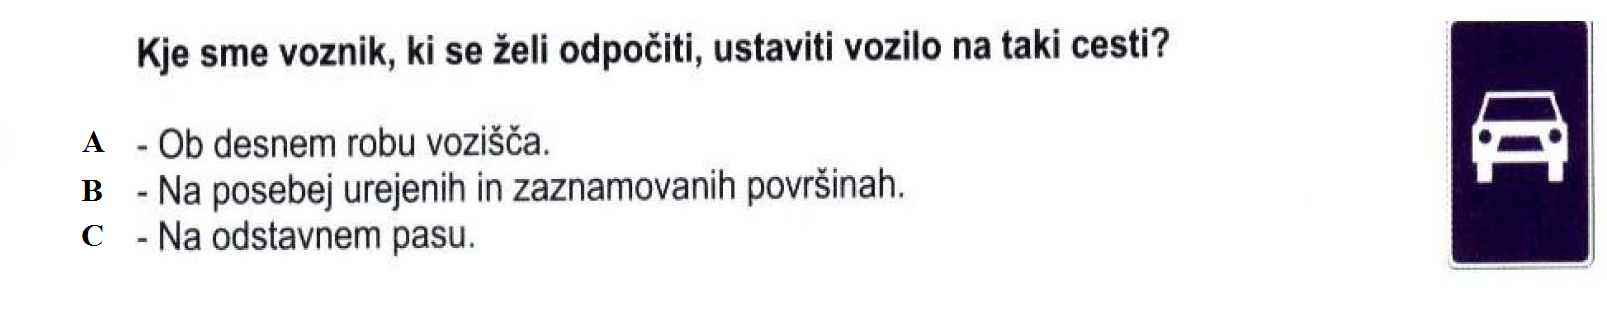 Kje sme voznik, ki se želi odpočiti, ustaviti vozilo na taki cesti?
A - Ob desnem robu vozišča.
B - Na posebej urejenih in zaznamovanih površinah.
C - Na odstavnem pasu.